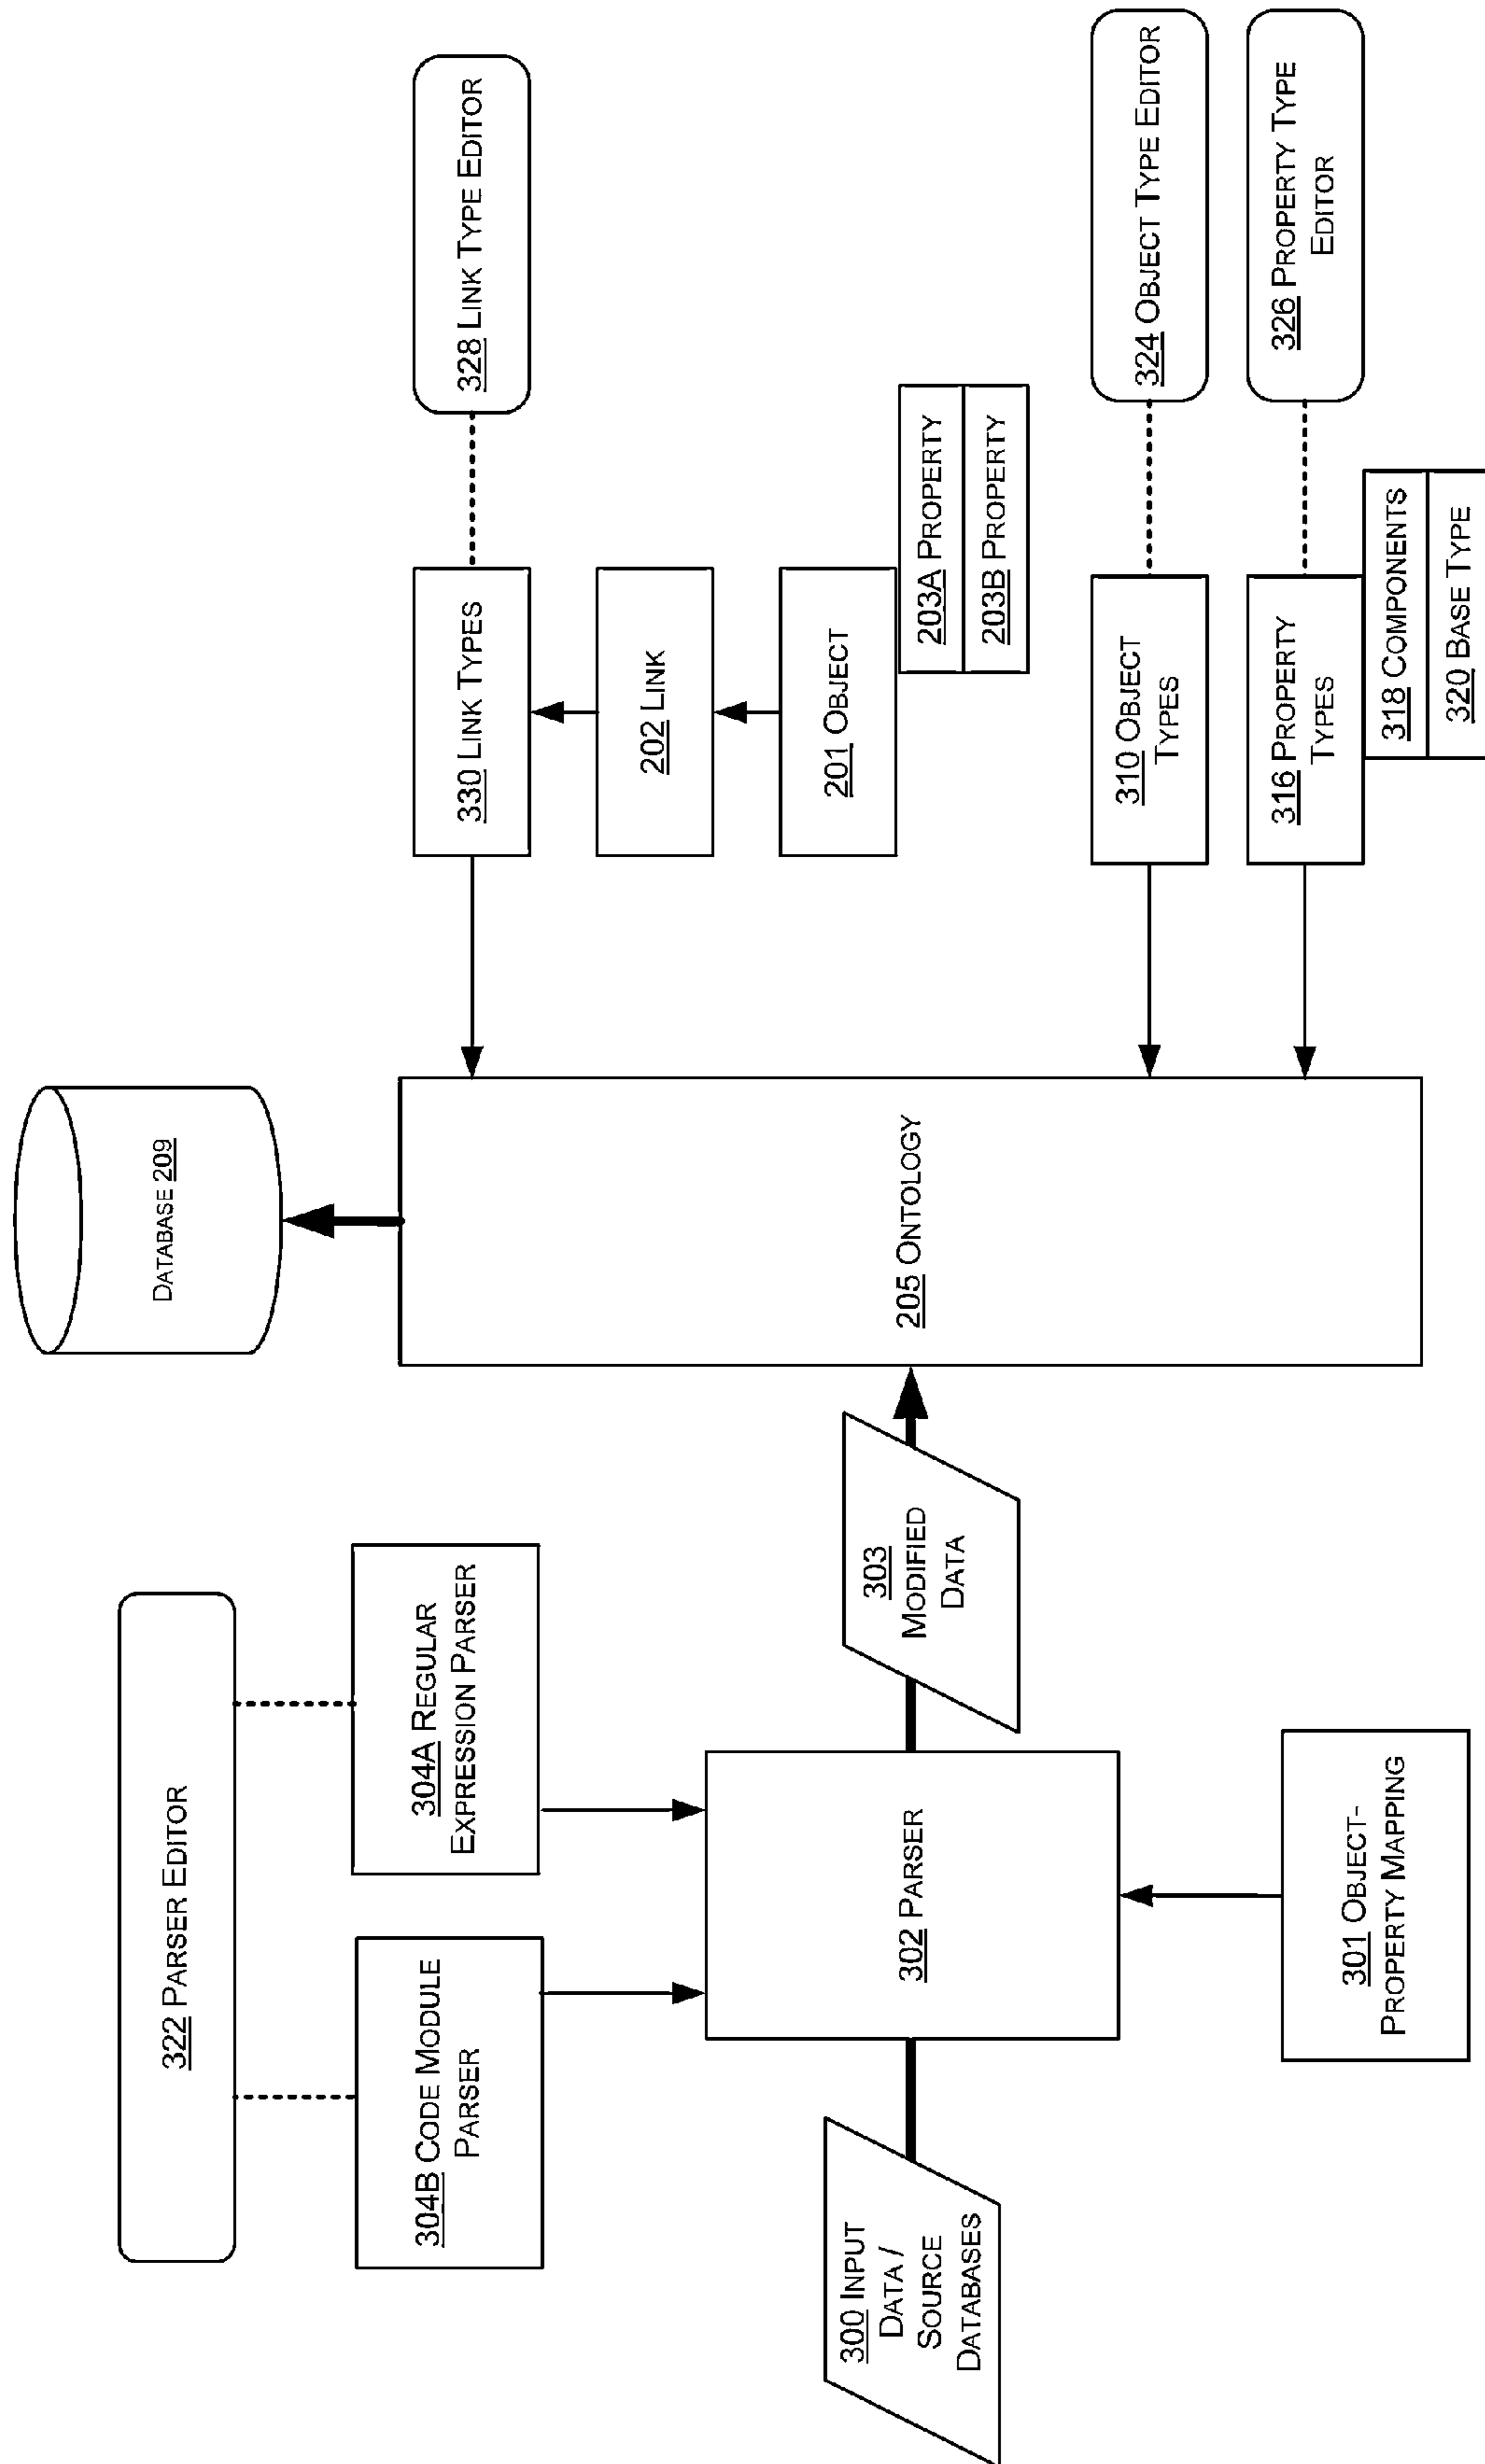 322 PARSER EDITOR
304B CODE MODULE
PARSER
304A REGULAR
EXPRESSION PARSER
300 INPUT
DATA /
SOURCE
DATABASES
302 PARSER
303
MODIFIED
DATA
301 OBJECT-
PROPERTY MAPPING
DATABASE 209
205 ONTOLOGY
330 LINK TYPES
328 LINK TYPE EDITOR
202 LINK
201 OBJECT
203A PROPERTY
203B PROPERTY
310 OBJECT
TYPES
324 OBJECT TYPE EDITOR
316 PROPERTY
TYPES
326 PROPERTY TYPE
EDITOR
318 COMPONENTS
320 BASE TYPE